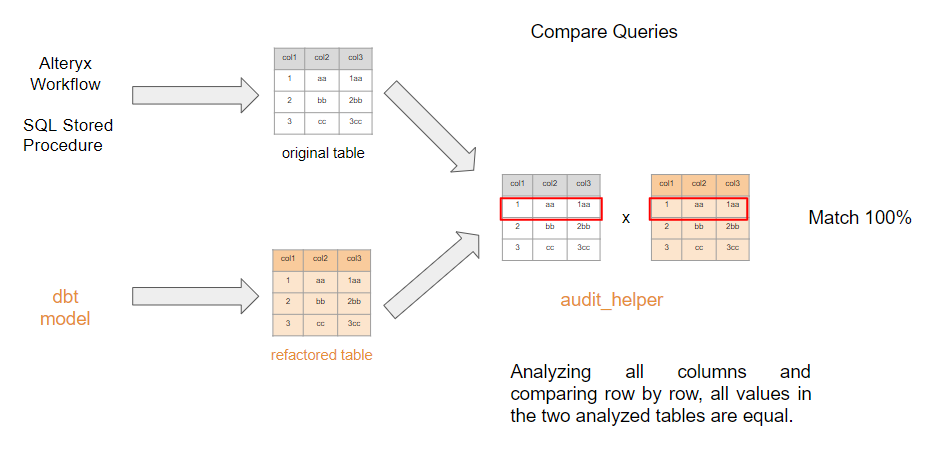 Compare Queries
Alteryx
Workflow
SQL Stored
Procedure
col1 col2 col3
1 aa 1aa
2 bb 2bb
3 cc 3cc
original table
dbt
model
col1 col2 col3
1 aa 1aa
2 bb 2bb
3 cc 3cc
refactored table
col1 col2 col3
1 aa 1aa
2 bb 2bb
3 cc 3cc
x
col1 col2 col3
1 aa 1aa
2 bb 2bb
3 cc 3cc
Match 100%
audit_helper
Analyzing all columns and
comparing row by row, all values in
the two analyzed tables are equal.